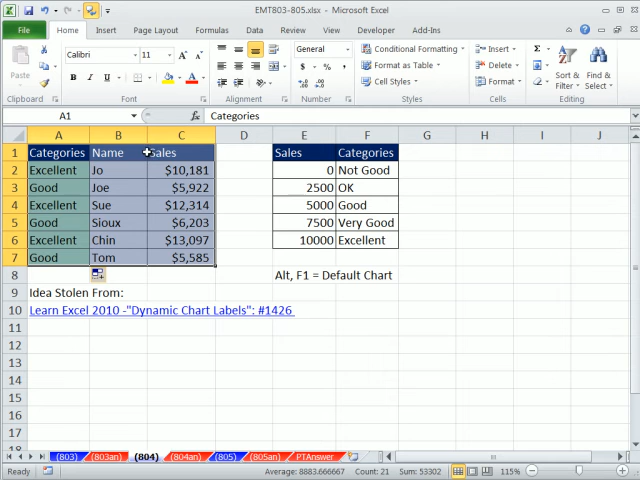 EMT803-805.xlsx - Microsoft Excel
File Home Insert Page Layout Formulas Data Review View Developer Add-Ins
Calibri 11 General Conditional Formatting Insert
Paste Format as Table Delete Sort & Filter Find & Select
Cell Styles Format
Clipboard Font Alignment Number Styles Cells Editing
A1 fx Categories
A B C D E F G H I J
1 Categories Name Sales Sales Categories
2 Excellent Jo $10,181 0 Not Good
3 Good Joe $5,922 2500 OK
4 Excellent Sue $12,314 5000 Good
5 Good Sioux $6,203 7500 Very Good
6 Excellent Chin $13,097 10000 Excellent
7 Good Tom $5,585
8 Alt, F1 = Default Chart
9 Idea Stolen From:
10 Learn Excel 2010 -"Dynamic Chart Labels": #1426
11
12
13
14
15
16
17
18
(803) (803an) (804) (804an) (805) (805an) PTAnswer
Ready Average: 8883.666667 Count: 21 Sum: 53302 115%